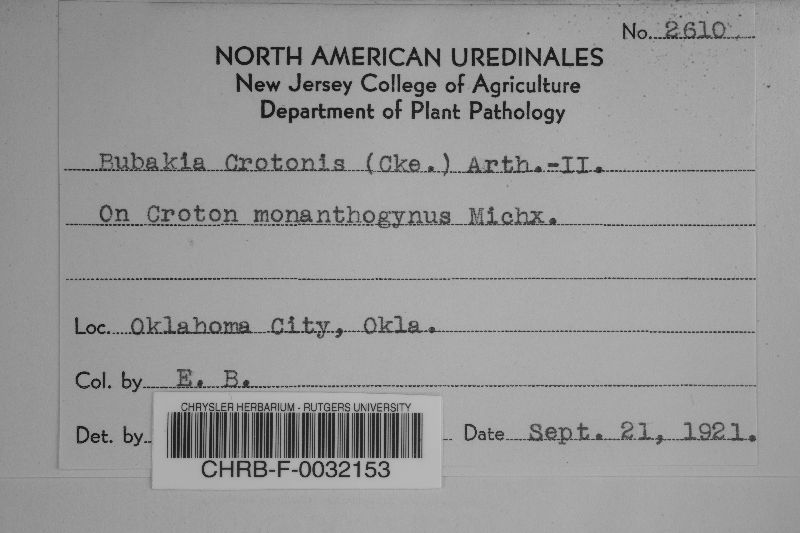 No. 2610.
NORTH AMERICAN UREDINALES
New Jersey College of Agriculture
Department of Plant Pathology
Bubakia Crotonis (Cke.) Arth.-II.
On Croton monanthogynus Michx.
Loc. Oklahoma City, Okla.
Col. by E. B.
CHRYSLER HERBARIUM - RUTGERS UNIVERSITY
Det. by Date Sept. 21, 1921.
CHRB-F-0032153